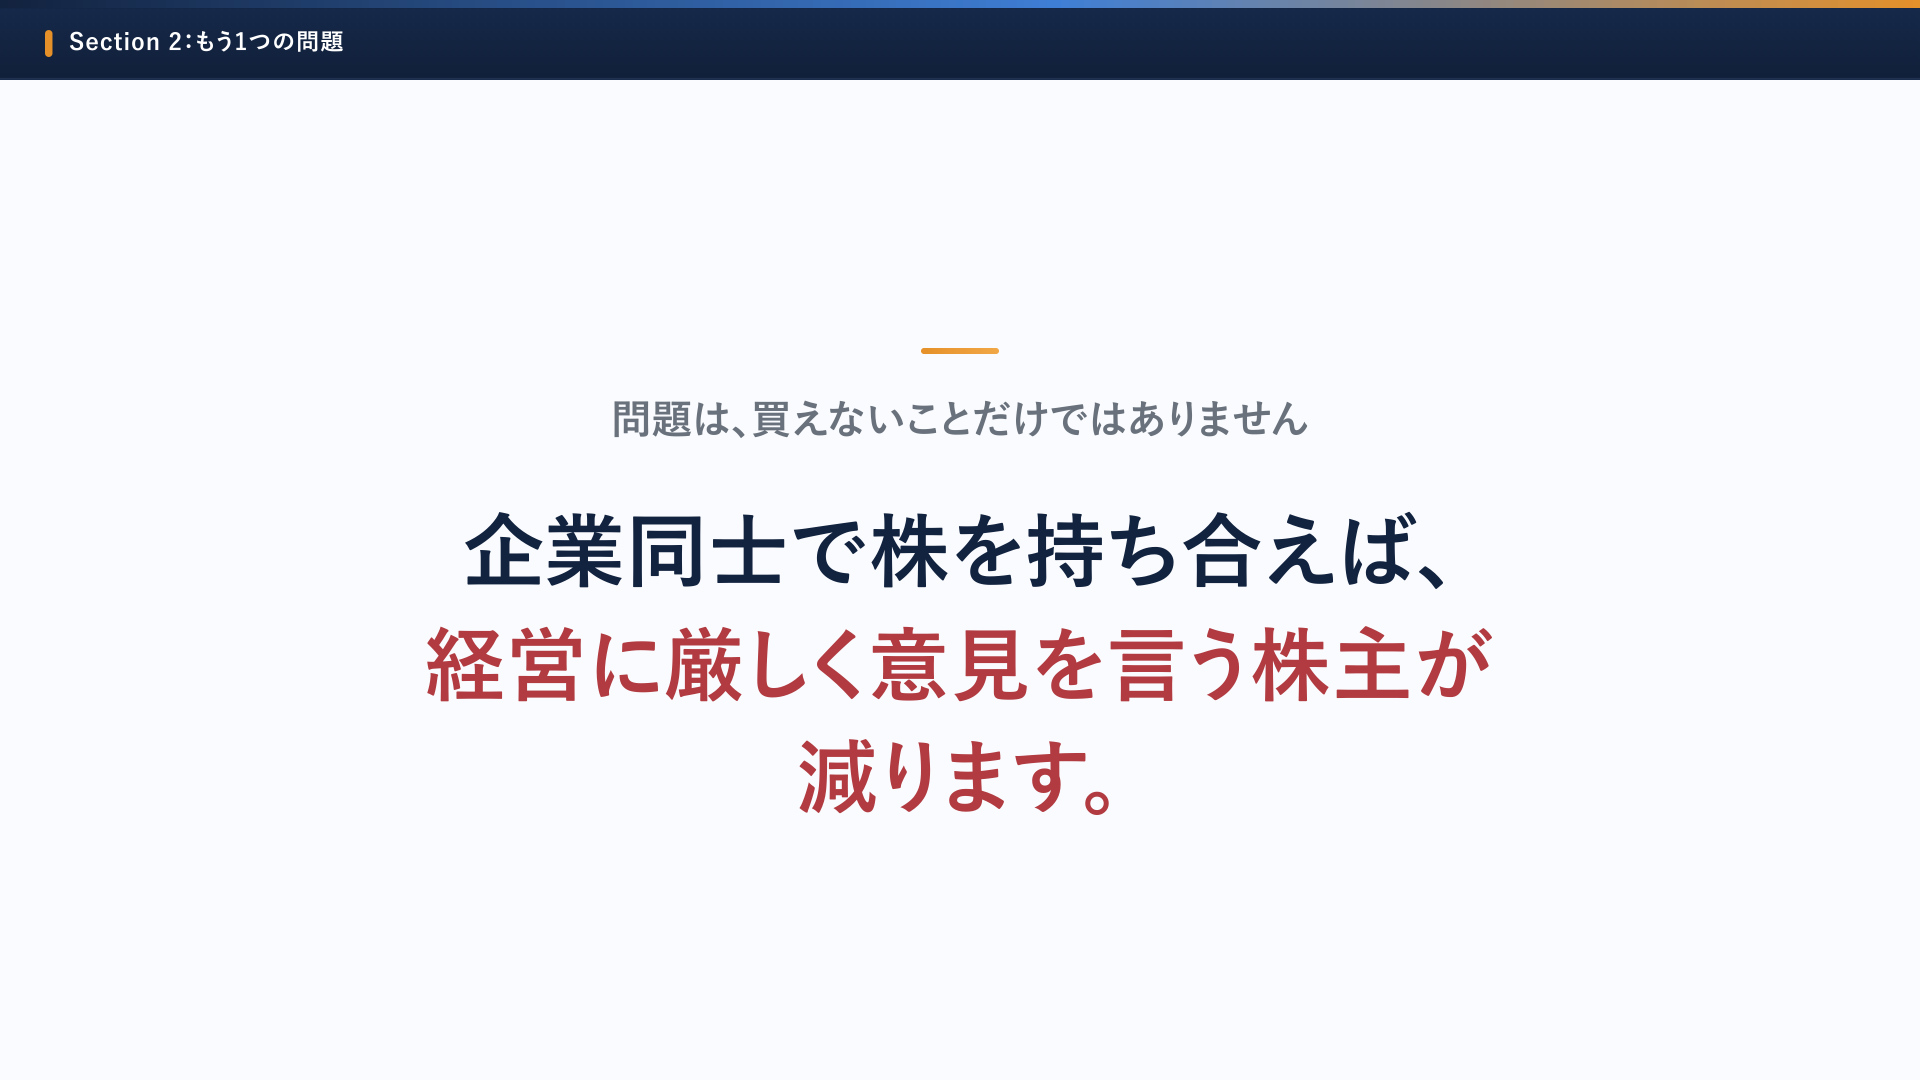 Section 2：もう1つの問題
問題は、買えないことだけではありません
企業同士で株を持ち合えば、
経営に厳しく意見を言う株主が
減ります。